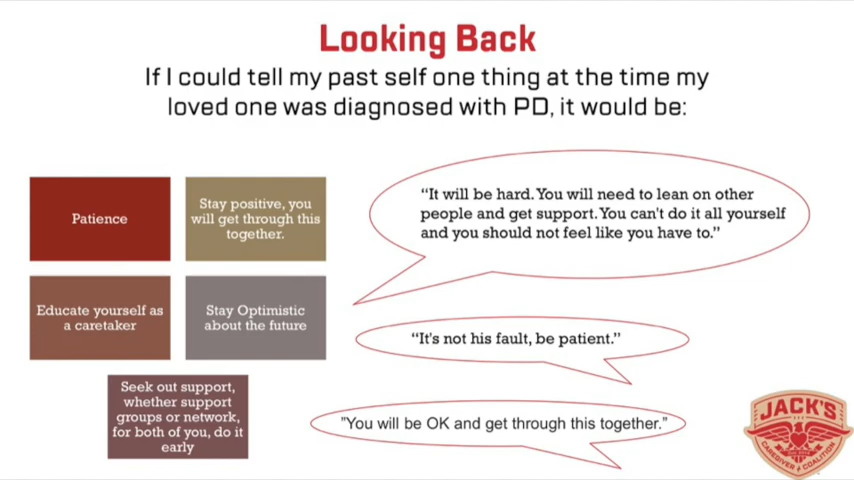 Looking Back
If I could tell my past self one thing at the time my
loved one was diagnosed with PD, it would be:
Patience
Stay positive, you
will get through this
together.
Educate yourself as
a caretaker
Stay Optimistic
about the future
Seek out support,
whether support
groups or network,
for both of you, do it
early
“It will be hard. You will need to lean on other
people and get support. You can't do it all yourself
and you should not feel like you have to.”
“It's not his fault, be patient.”
"You will be OK and get through this together."
JACK'S
CAREGIVER COALITION